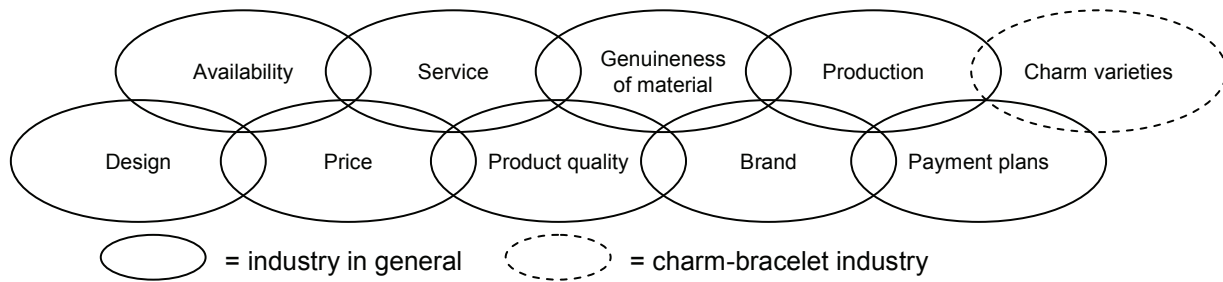 Availability
Service
Genuineness
of material
Production
Charm varieties
Design
Price
Product quality
Brand
Payment plans
= industry in general
= charm-bracelet industry